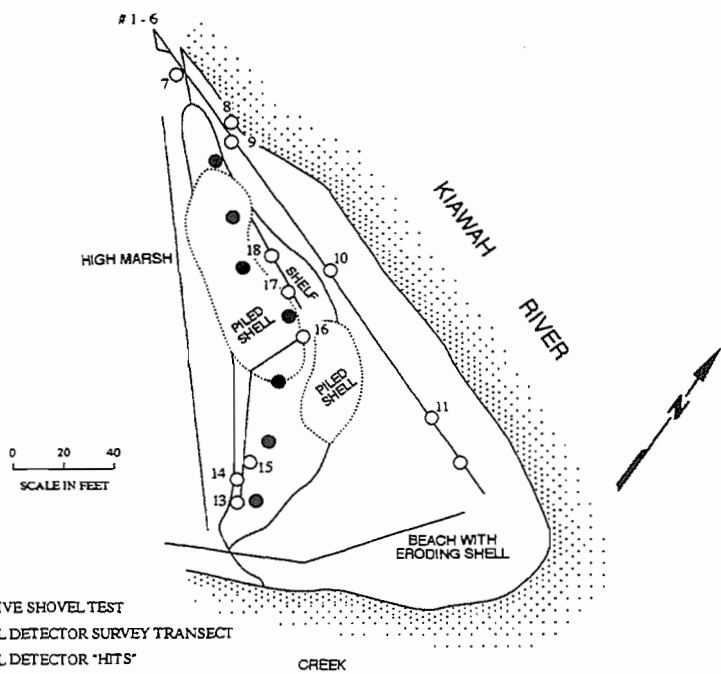 # 1 - 6
7
8
9
KIAWAH
RIVER
HIGH MARSH
10
18
SHELF
17
PILED
SHELL
16
PILED
SHELL
N
11
0 20 40
SCALE IN FEET
14
15
13
BEACH WITH
ERODING SHELL
IVE SHOVEL TEST
L DETECTOR SURVEY TRANSECT
L DETECTOR "HITS"
CREEK